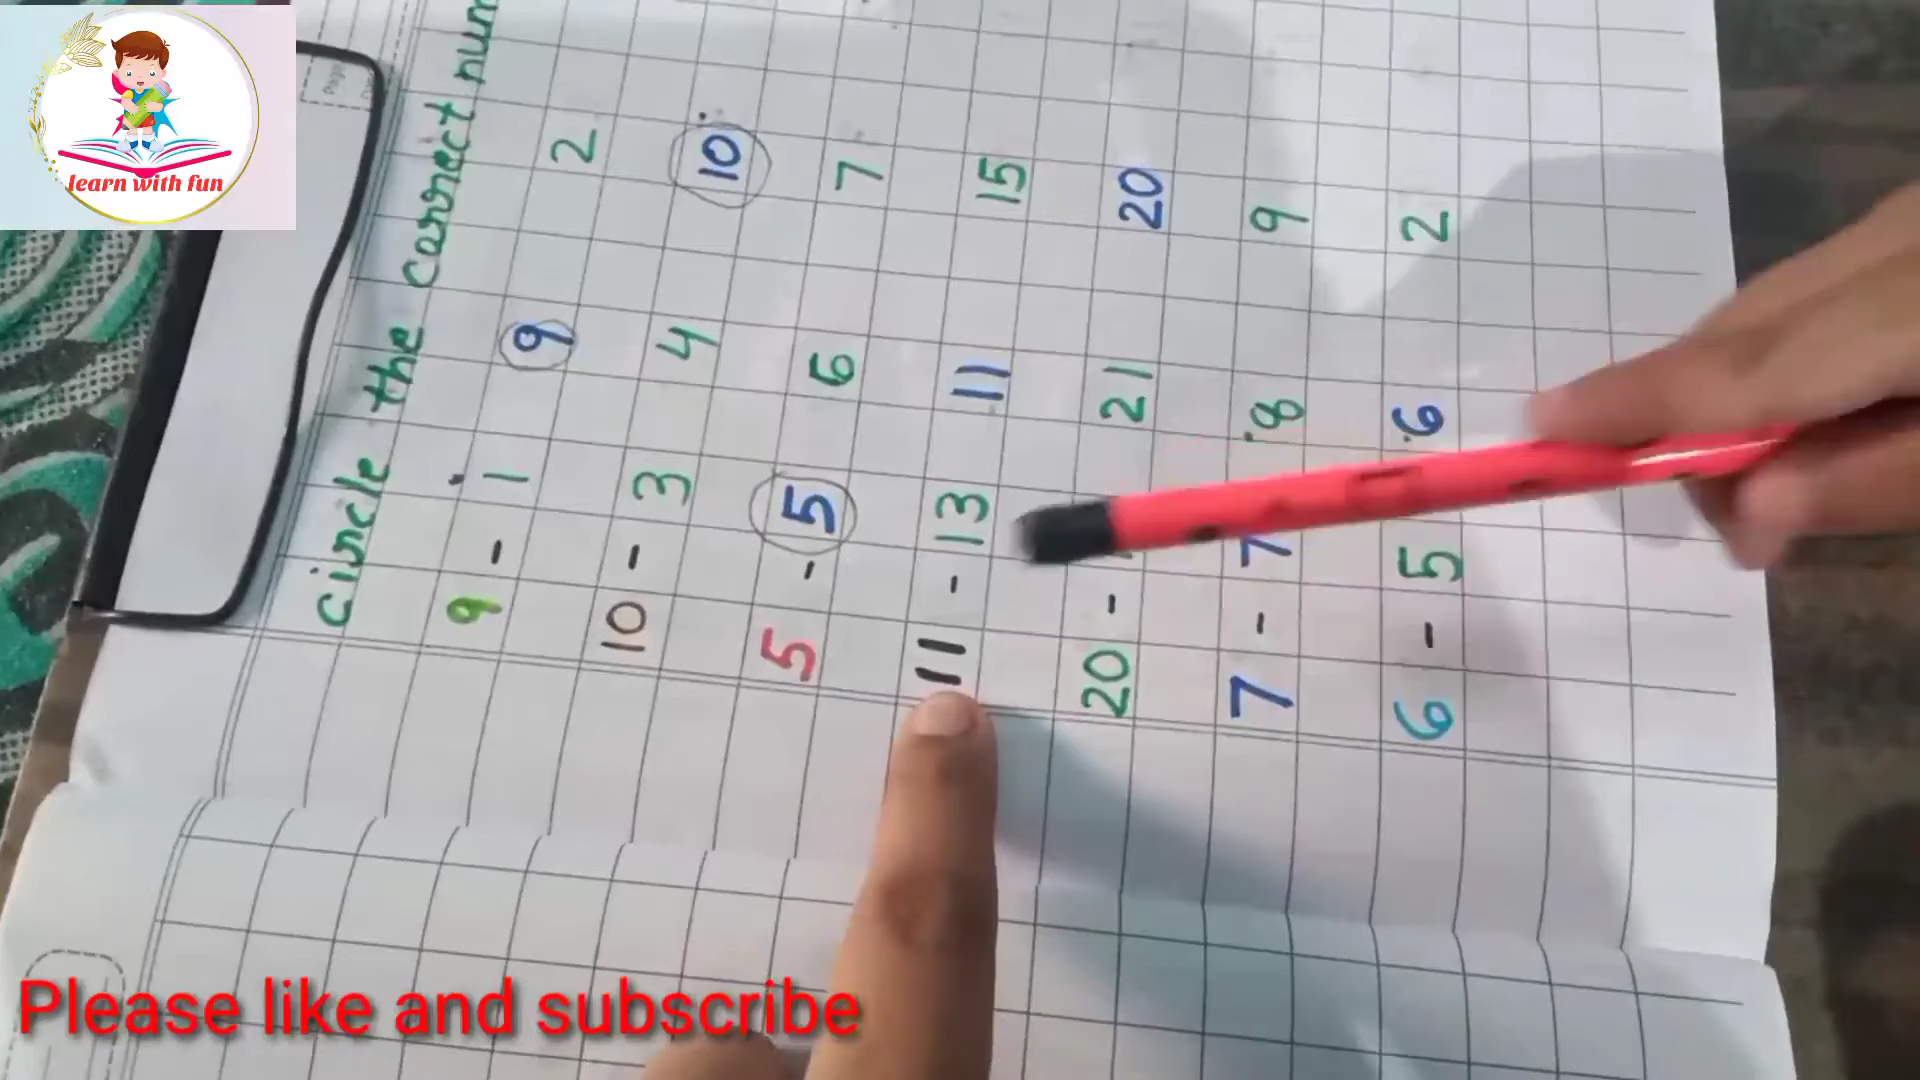 learn with fun
Circle the Correct num
9 - 1 9 2
10 - 3 4 10
5 - 5 6 7
11 - 13 11 15
20 - 21 20
7 - 7 8 9
6 - 5 6 2
Please like and subscribe